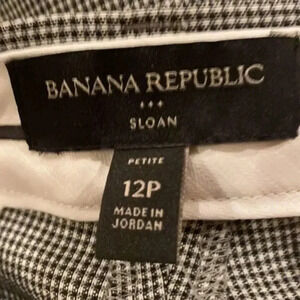 BANANA REPUBLIC
SLOAN
PETITE
12P
MADE IN
JORDAN